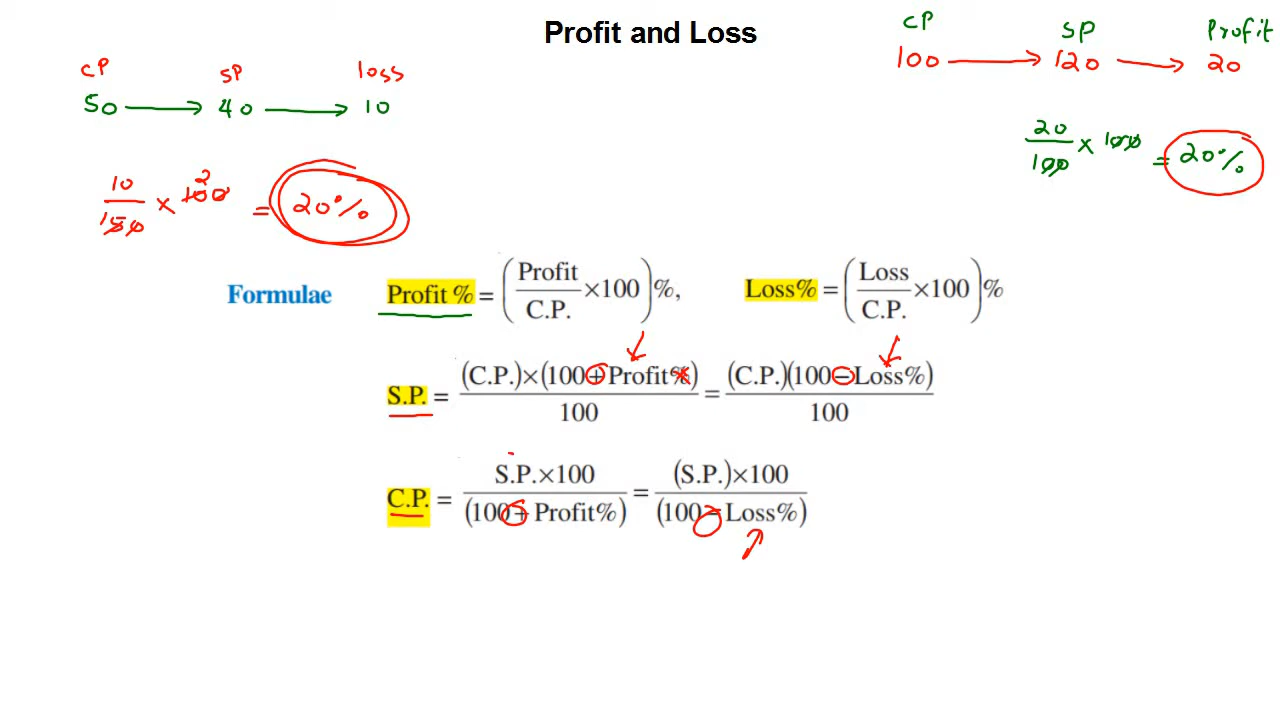 Profit and Loss
CP SP loss
50 → 40 → 10
10/150 × 100 2 = 20%
CP SP Profit
100 → 120 → 20
20/100 × 100 = 20%
Formulae Profit % = (Profit/C.P. ×100)%, Loss% = (Loss/C.P. ×100)%
S.P. = (C.P.)×(100+Profit%)/100 = (C.P.)(100−Loss%)/100
C.P. = S.P.×100/(100+Profit%) = (S.P.)×100/(100−Loss%)